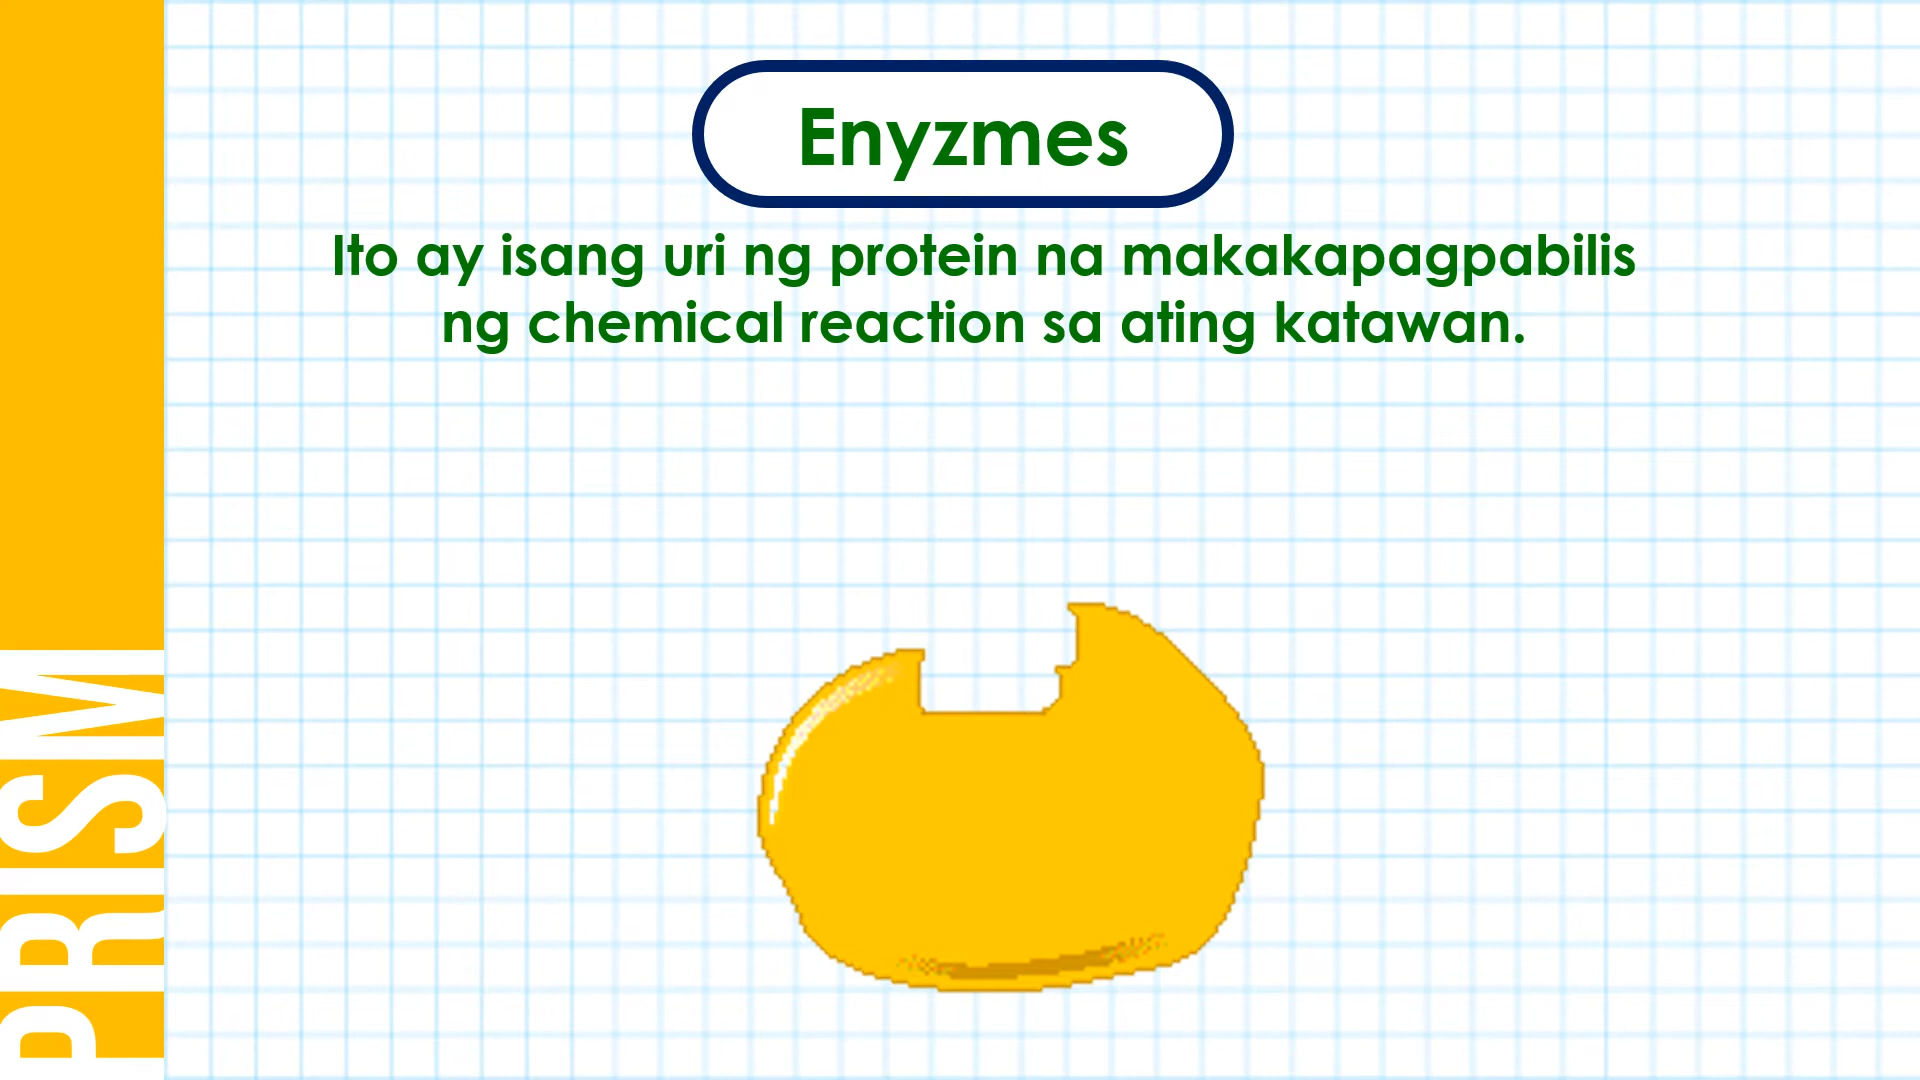 Enyzmes
Ito ay isang uri ng protein na makakapagpabilis
ng chemical reaction sa ating katawan.
PRISM